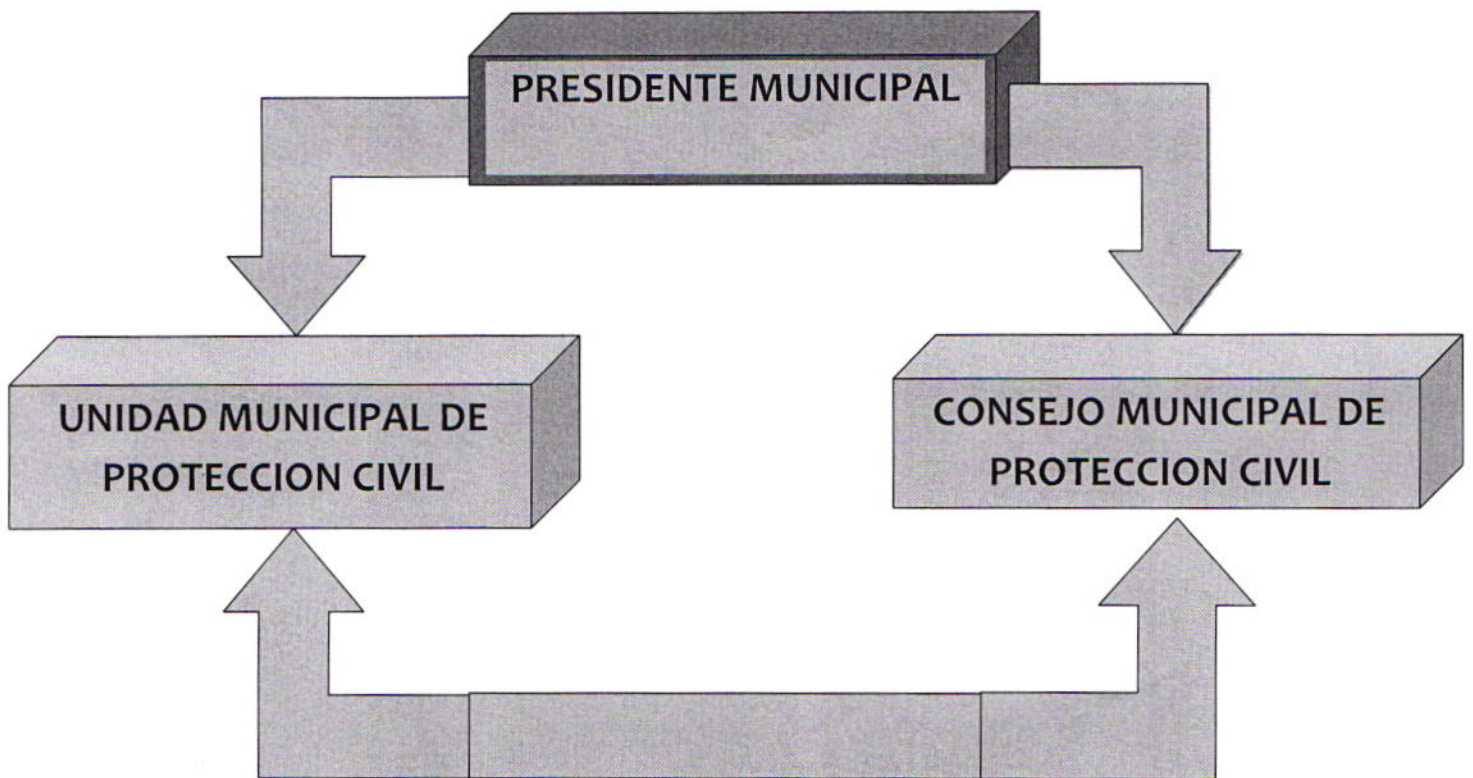 PRESIDENTE MUNICIPAL
UNIDAD MUNICIPAL DE
PROTECCION CIVIL
CONSEJO MUNICIPAL DE
PROTECCION CIVIL